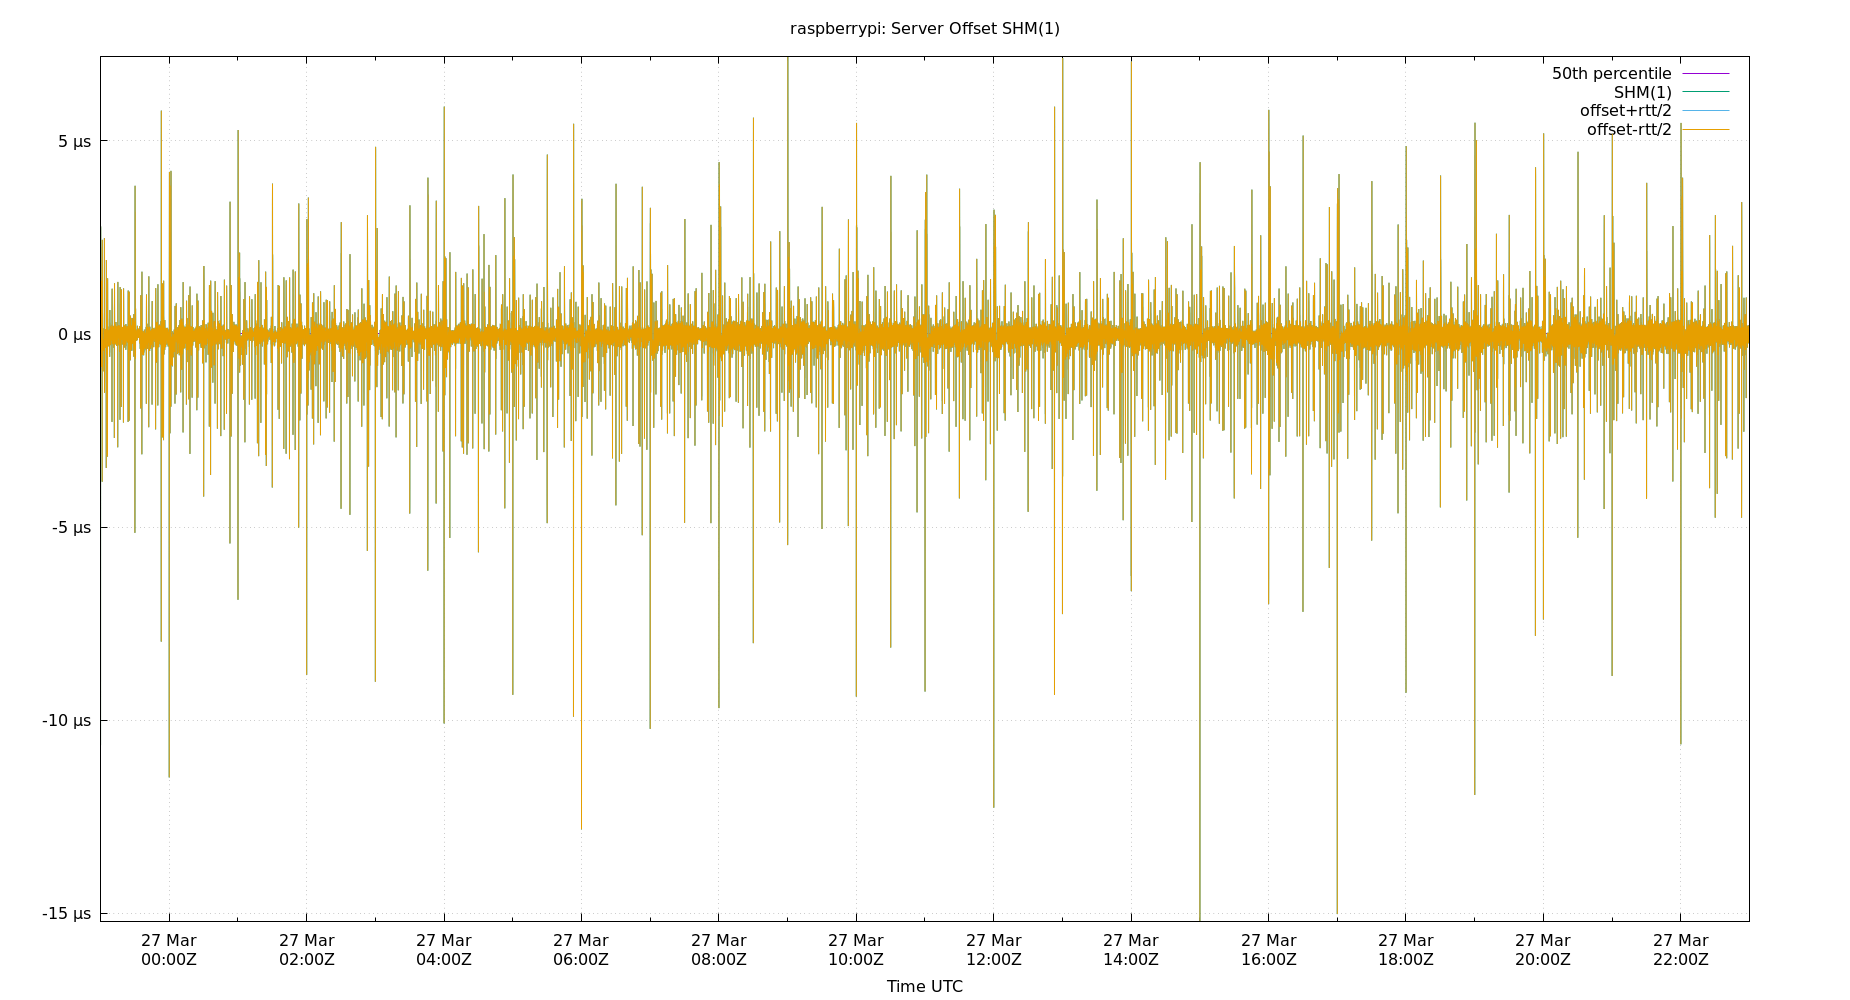 raspberrypi: Server Offset SHM(1)
50th percentile
SHM(1)
offset+rtt/2
offset-rtt/2
5 µs
0 µs
-5 µs
-10 µs
-15 µs
27 Mar 27 Mar 27 Mar 27 Mar 27 Mar 27 Mar 27 Mar 27 Mar 27 Mar 27 Mar 27 Mar 27 Mar
00:00Z 02:00Z 04:00Z 06:00Z 08:00Z 10:00Z 12:00Z 14:00Z 16:00Z 18:00Z 20:00Z 22:00Z
Time UTC